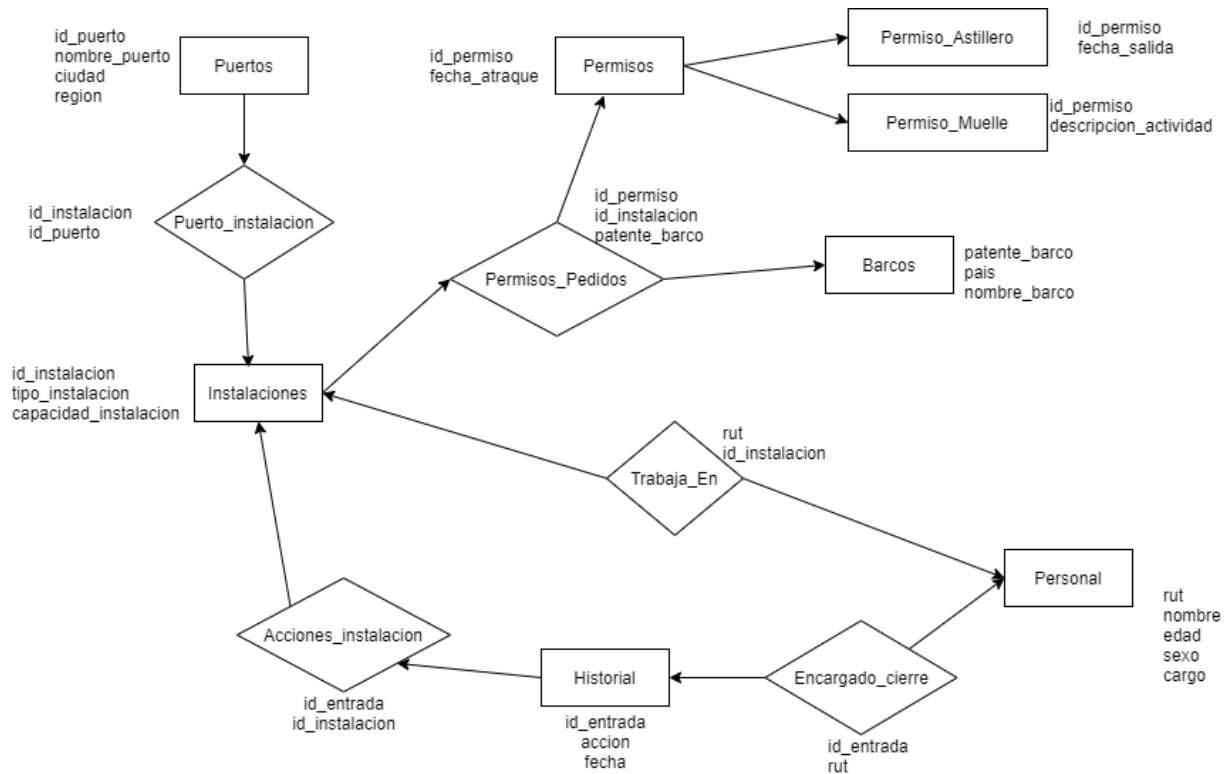 id_puerto
nombre_puerto
ciudad
region
Puertos
id_permiso
fecha_atraque
Permisos
Permiso_Astillero
id_permiso
fecha_salida
Permiso_Muelle
id_permiso
descripcion_actividad
id_instalacion
id_puerto
Puerto_instalacion
id_permiso
id_instalacion
patente_barco
Permisos_Pedidos
Barcos
patente_barco
pais
nombre_barco
id_instalacion
tipo_instalacion
capacidad_instalacion
Instalaciones
rut
id_instalacion
Trabaja_En
Personal
rut
nombre
edad
sexo
cargo
Acciones_instalacion
id_entrada
id_instalacion
Historial
id_entrada
accion
fecha
Encargado_cierre
id_entrada
rut